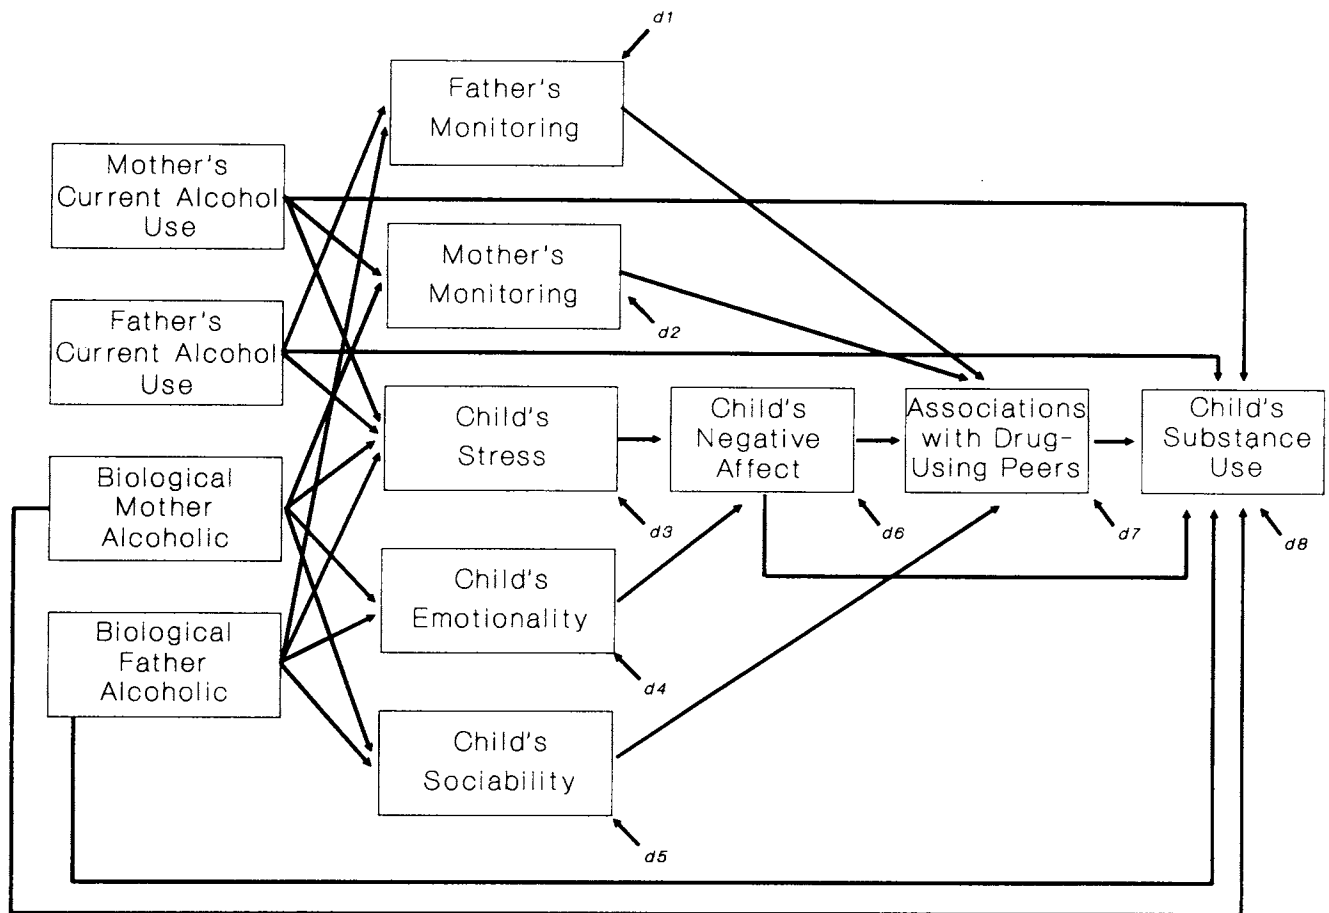 d1
Father's
Monitoring
Mother's
Current Alcohol
Use
Mother's
Monitoring
d2
Father's
Current Alcohol
Use
Child's
Stress
d3
Child's
Negative
Affect
d6
Associations
with Drug-
Using Peers
d7
Child's
Substance
Use
d8
Biological
Mother
Alcoholic
Child's
Emotionality
d4
Biological
Father
Alcoholic
Child's
Sociability
d5